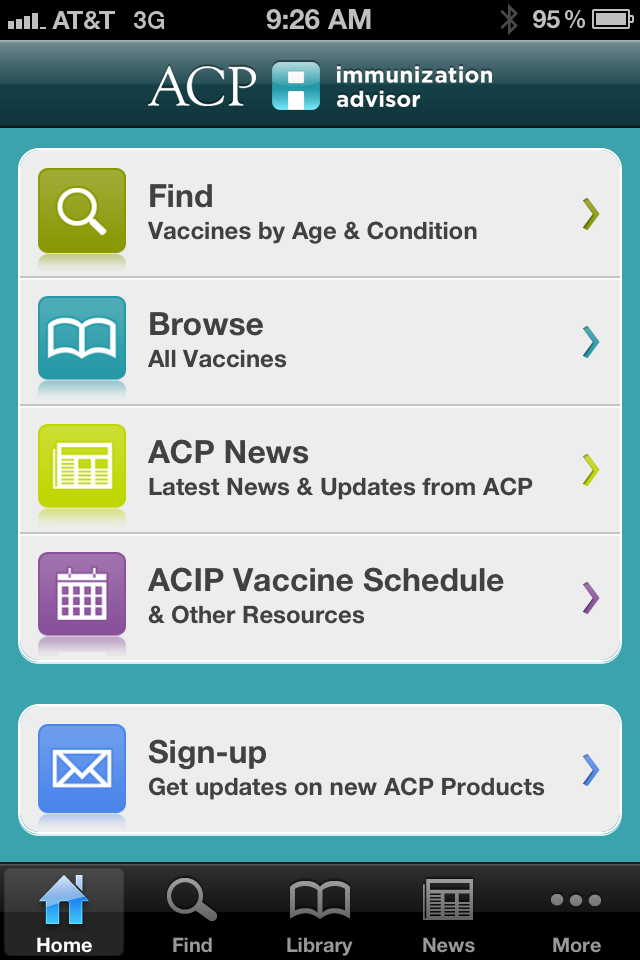 AT&T 3G 9:26 AM 95%
ACP immunization
advisor
Find
Vaccines by Age & Condition
Browse
All Vaccines
ACP News
Latest News & Updates from ACP
ACIP Vaccine Schedule
& Other Resources
Sign-up
Get updates on new ACP Products
Home Find Library News More